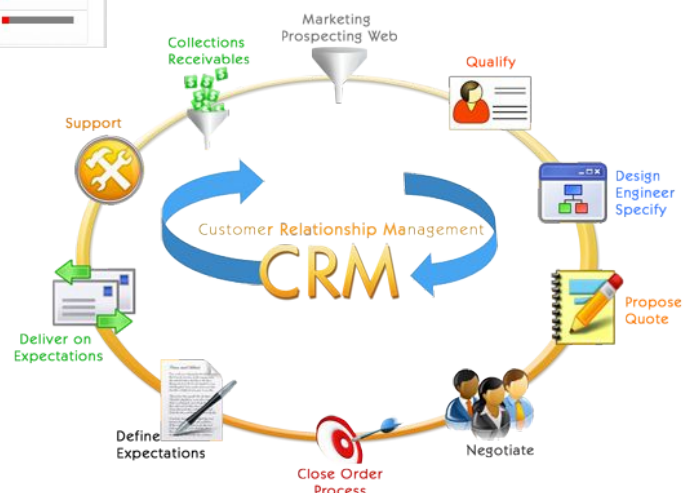 Marketing
Prospecting Web
Collections
Receivables
Qualify
Support
Design
Engineer
Specify
Customer Relationship Management
CRM
Propose
Quote
Deliver on
Expectations
Define
Expectations
Negotiate
Close Order
Process